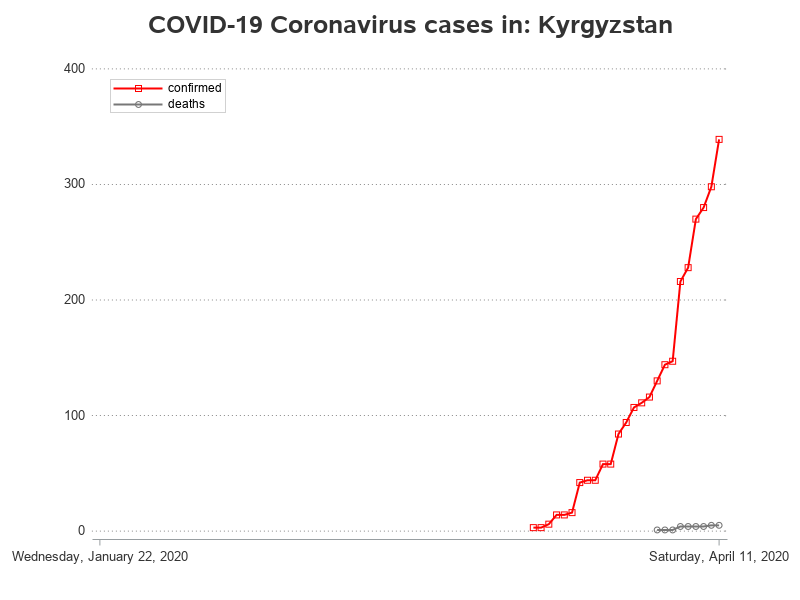 COVID-19 Coronavirus cases in: Kyrgyzstan
400
confirmed
deaths
300
200
100
0
Wednesday, January 22, 2020
Saturday, April 11, 2020